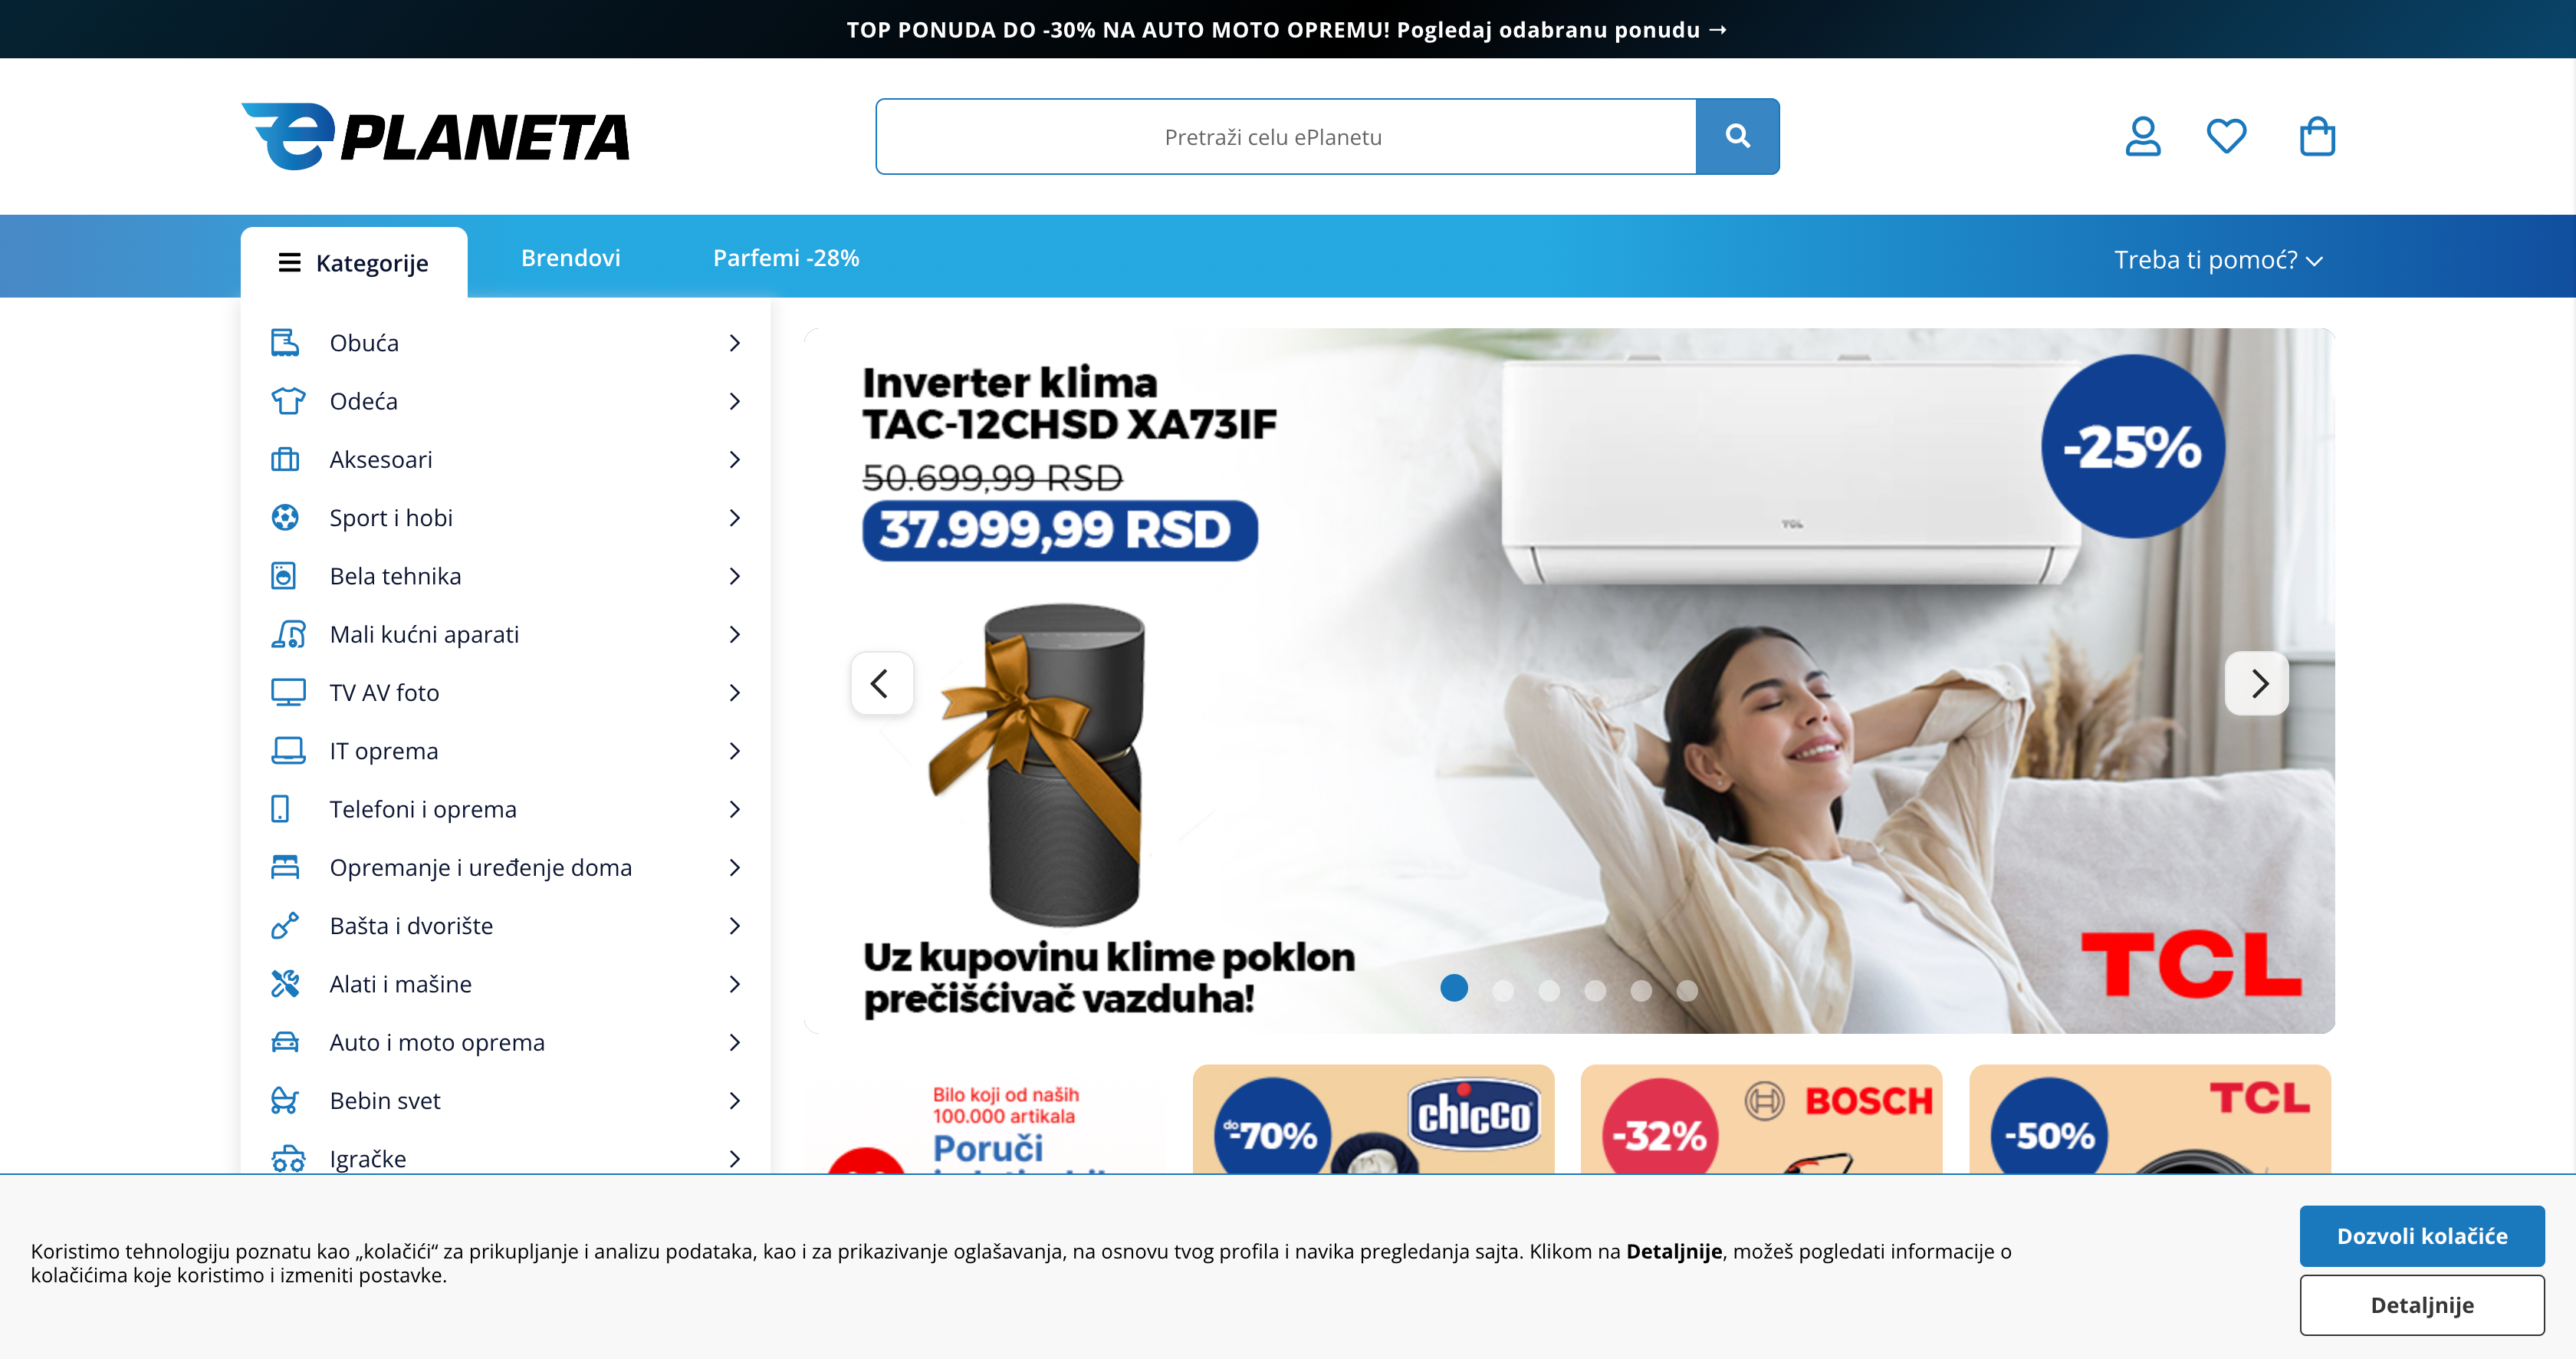 TOP PONUDA DO -30% NA AUTO MOTO OPREMU! Pogledaj odabranu ponudu →
ePLANETA
Pretraži celu ePlanetu
Kategorije
Brendovi
Parfemi -28%
Treba ti pomoć?
Obuća
Odeća
Aksesoari
Sport i hobi
Bela tehnika
Mali kućni aparati
TV AV foto
IT oprema
Telefoni i oprema
Opremanje i uređenje doma
Bašta i dvorište
Alati i mašine
Auto i moto oprema
Bebin svet
Igračke
Inverter klima
TAC-12CHSD XA73IF
50.699,99 RSD
37.999,99 RSD
-25%
TCL
Uz kupovinu klime poklon
prečišćivač vazduha!
TCL
Bilo koji od naših
100.000 artikala
Poruči
do -70%
chicco
-32%
BOSCH
-50%
TCL
Koristimo tehnologiju poznatu kao „kolačići“ za prikupljanje i analizu podataka, kao i za prikazivanje oglašavanja, na osnovu tvog profila i navika pregledanja sajta. Klikom na Detaljnije, možeš pogledati informacije o
kolačićima koje koristimo i izmeniti postavke.
Dozvoli kolačiće
Detaljnije